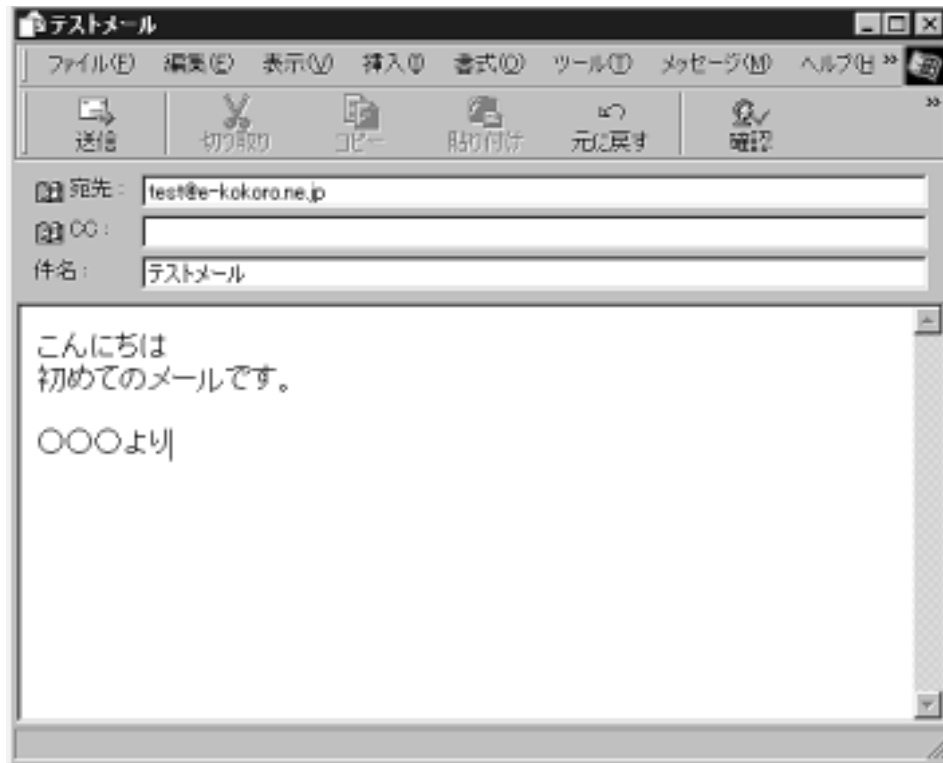 テストメール
ファイル(F) 編集(E) 表示(V) 挿入(I) 書式(O) ツール(T) メッセージ(M) ヘルプ(H »
送信 切り取り コピー 貼り付け 元に戻す 確認 »
宛先: test@e-kokoro.ne.jp
CC:
件名: テストメール
こんにちは
初めてのメールです。
○○○より